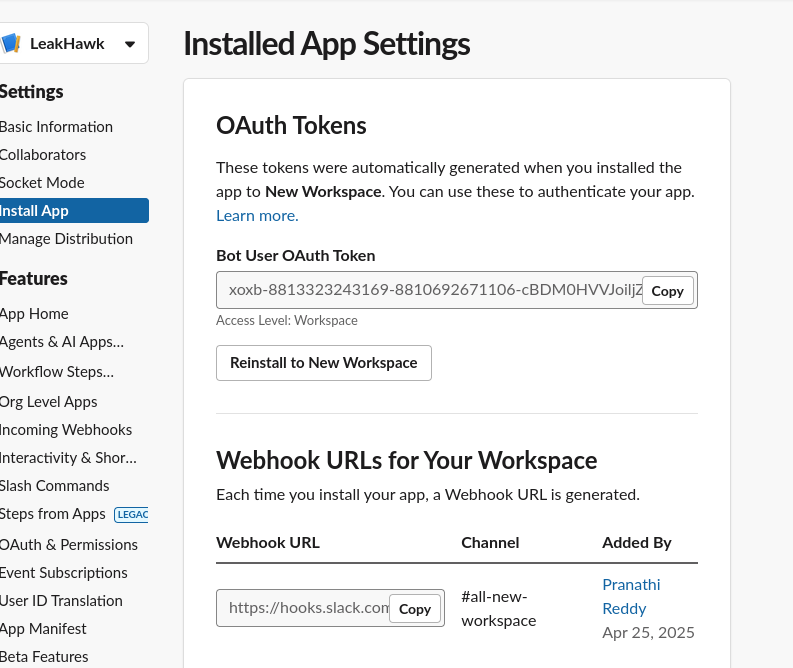 LeakHawk
Installed App Settings
Settings
Basic Information
Collaborators
Socket Mode
Install App
Manage Distribution
Features
App Home
Agents & AI Apps...
Workflow Steps...
Org Level Apps
Incoming Webhooks
Interactivity & Shor...
Slash Commands
Steps from Apps LEGAC
OAuth & Permissions
Event Subscriptions
User ID Translation
App Manifest
Beta Features
OAuth Tokens
These tokens were automatically generated when you installed the
app to New Workspace. You can use these to authenticate your app.
Learn more.
Bot User OAuth Token
xoxb-8813323243169-8810692671106-cBDM0HVVJoiljZ Copy
Access Level: Workspace
Reinstall to New Workspace
Webhook URLs for Your Workspace
Each time you install your app, a Webhook URL is generated.
Webhook URL Channel Added By
https://hooks.slack.com Copy
#all-new-
workspace
Pranathi
Reddy
Apr 25, 2025